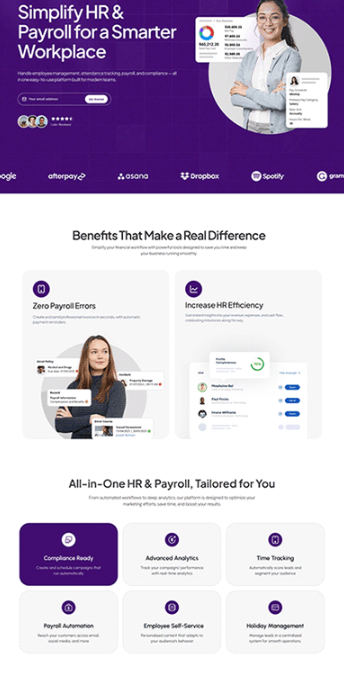 Simplify HR &
Payroll for a Smarter
Workplace
Handle employee management, attendance tracking, payroll, and compliance — all
in one easy-to-use platform built for modern teams.
Your email address
Get Started
ogle
afterpay
asana
Dropbox
Spotify
gram
Benefits That Make a Real Difference
Simplify your financial workflow with powerful tools designed to save you time and keep
your business running smoothly.
Zero Payroll Errors
Create and send professional invoices in seconds, with automatic
payment reminders.
Increase HR Efficiency
Get instant insights into your revenue, expenses, and cash flow,
celebrating milestones along the way.
All-in-One HR & Payroll, Tailored for You
From automated workflows to deep analytics, our platform is designed to optimize your
marketing efforts, save time, and boost your results.
Compliance Ready
Create and schedule campaigns that
run automatically.
Advanced Analytics
Track your campaigns performance
with real-time analytics.
Time Tracking
Automatically score leads and
segment your audience.
Payroll Automation
Reach your customers across email,
social media, and more.
Employee Self-Service
Personalized content that adapts to
your audience's behavior.
Holiday Management
Manage leads in a centralized
system for smooth operations.